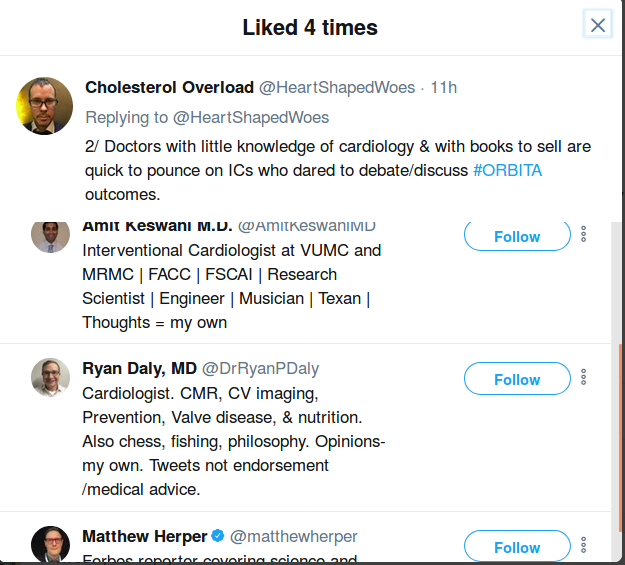 Liked 4 times
Cholesterol Overload @HeartShapedWoes · 11h
Replying to @HeartShapedWoes
2/ Doctors with little knowledge of cardiology & with books to sell are
quick to pounce on ICs who dared to debate/discuss #ORBITA
outcomes.
Amit Keswani M.D. @AmitKeswaniMD
Follow
Interventional Cardiologist at VUMC and
MRMC | FACC | FSCAI | Research
Scientist | Engineer | Musician | Texan |
Thoughts = my own
Ryan Daly, MD @DrRyanPDaly
Follow
Cardiologist. CMR, CV imaging,
Prevention, Valve disease, & nutrition.
Also chess, fishing, philosophy. Opinions-
my own. Tweets not endorsement
/medical advice.
Matthew Herper @matthewherper
Follow
Forbes reporter covering science and